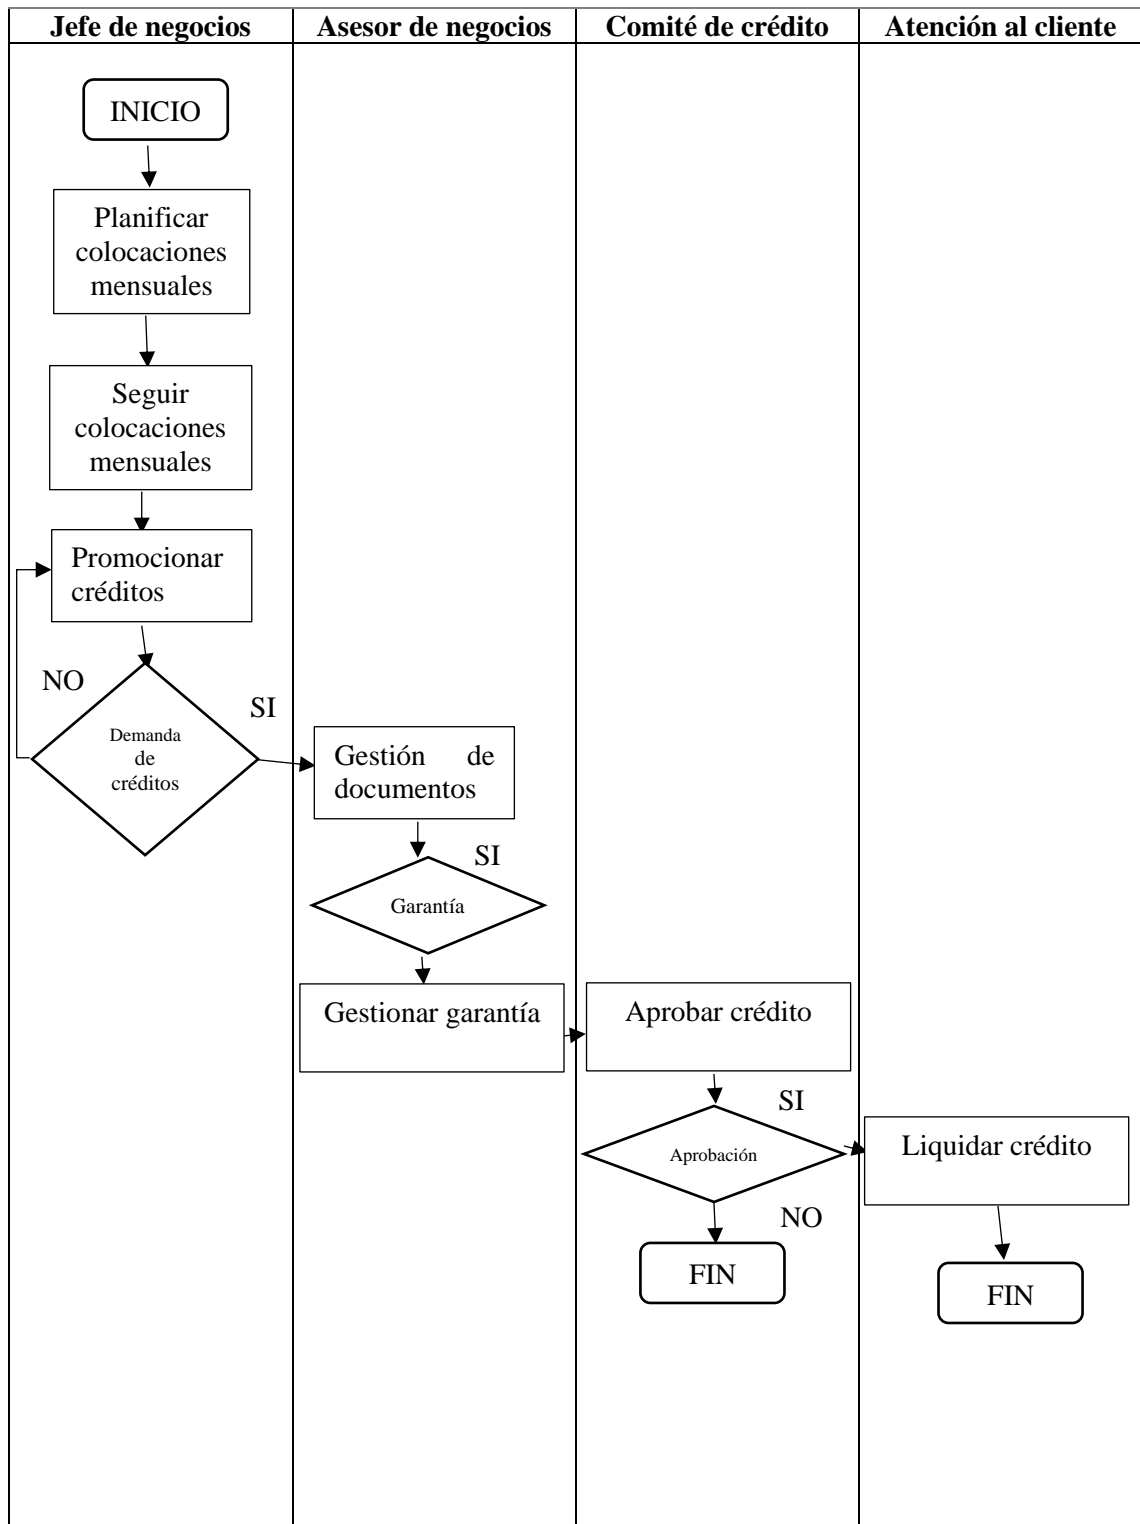 Jefe de negocios
Asesor de negocios
Comité de crédito
Atención al cliente
INICIO
Planificar
colocaciones
mensuales
Seguir
colocaciones
mensuales
Promocionar
créditos
NO
SI
Demanda
de
créditos
Gestión de
documentos
SI
Garantía
Gestionar garantía
Aprobar crédito
SI
Aprobación
NO
Liquidar crédito
FIN
FIN